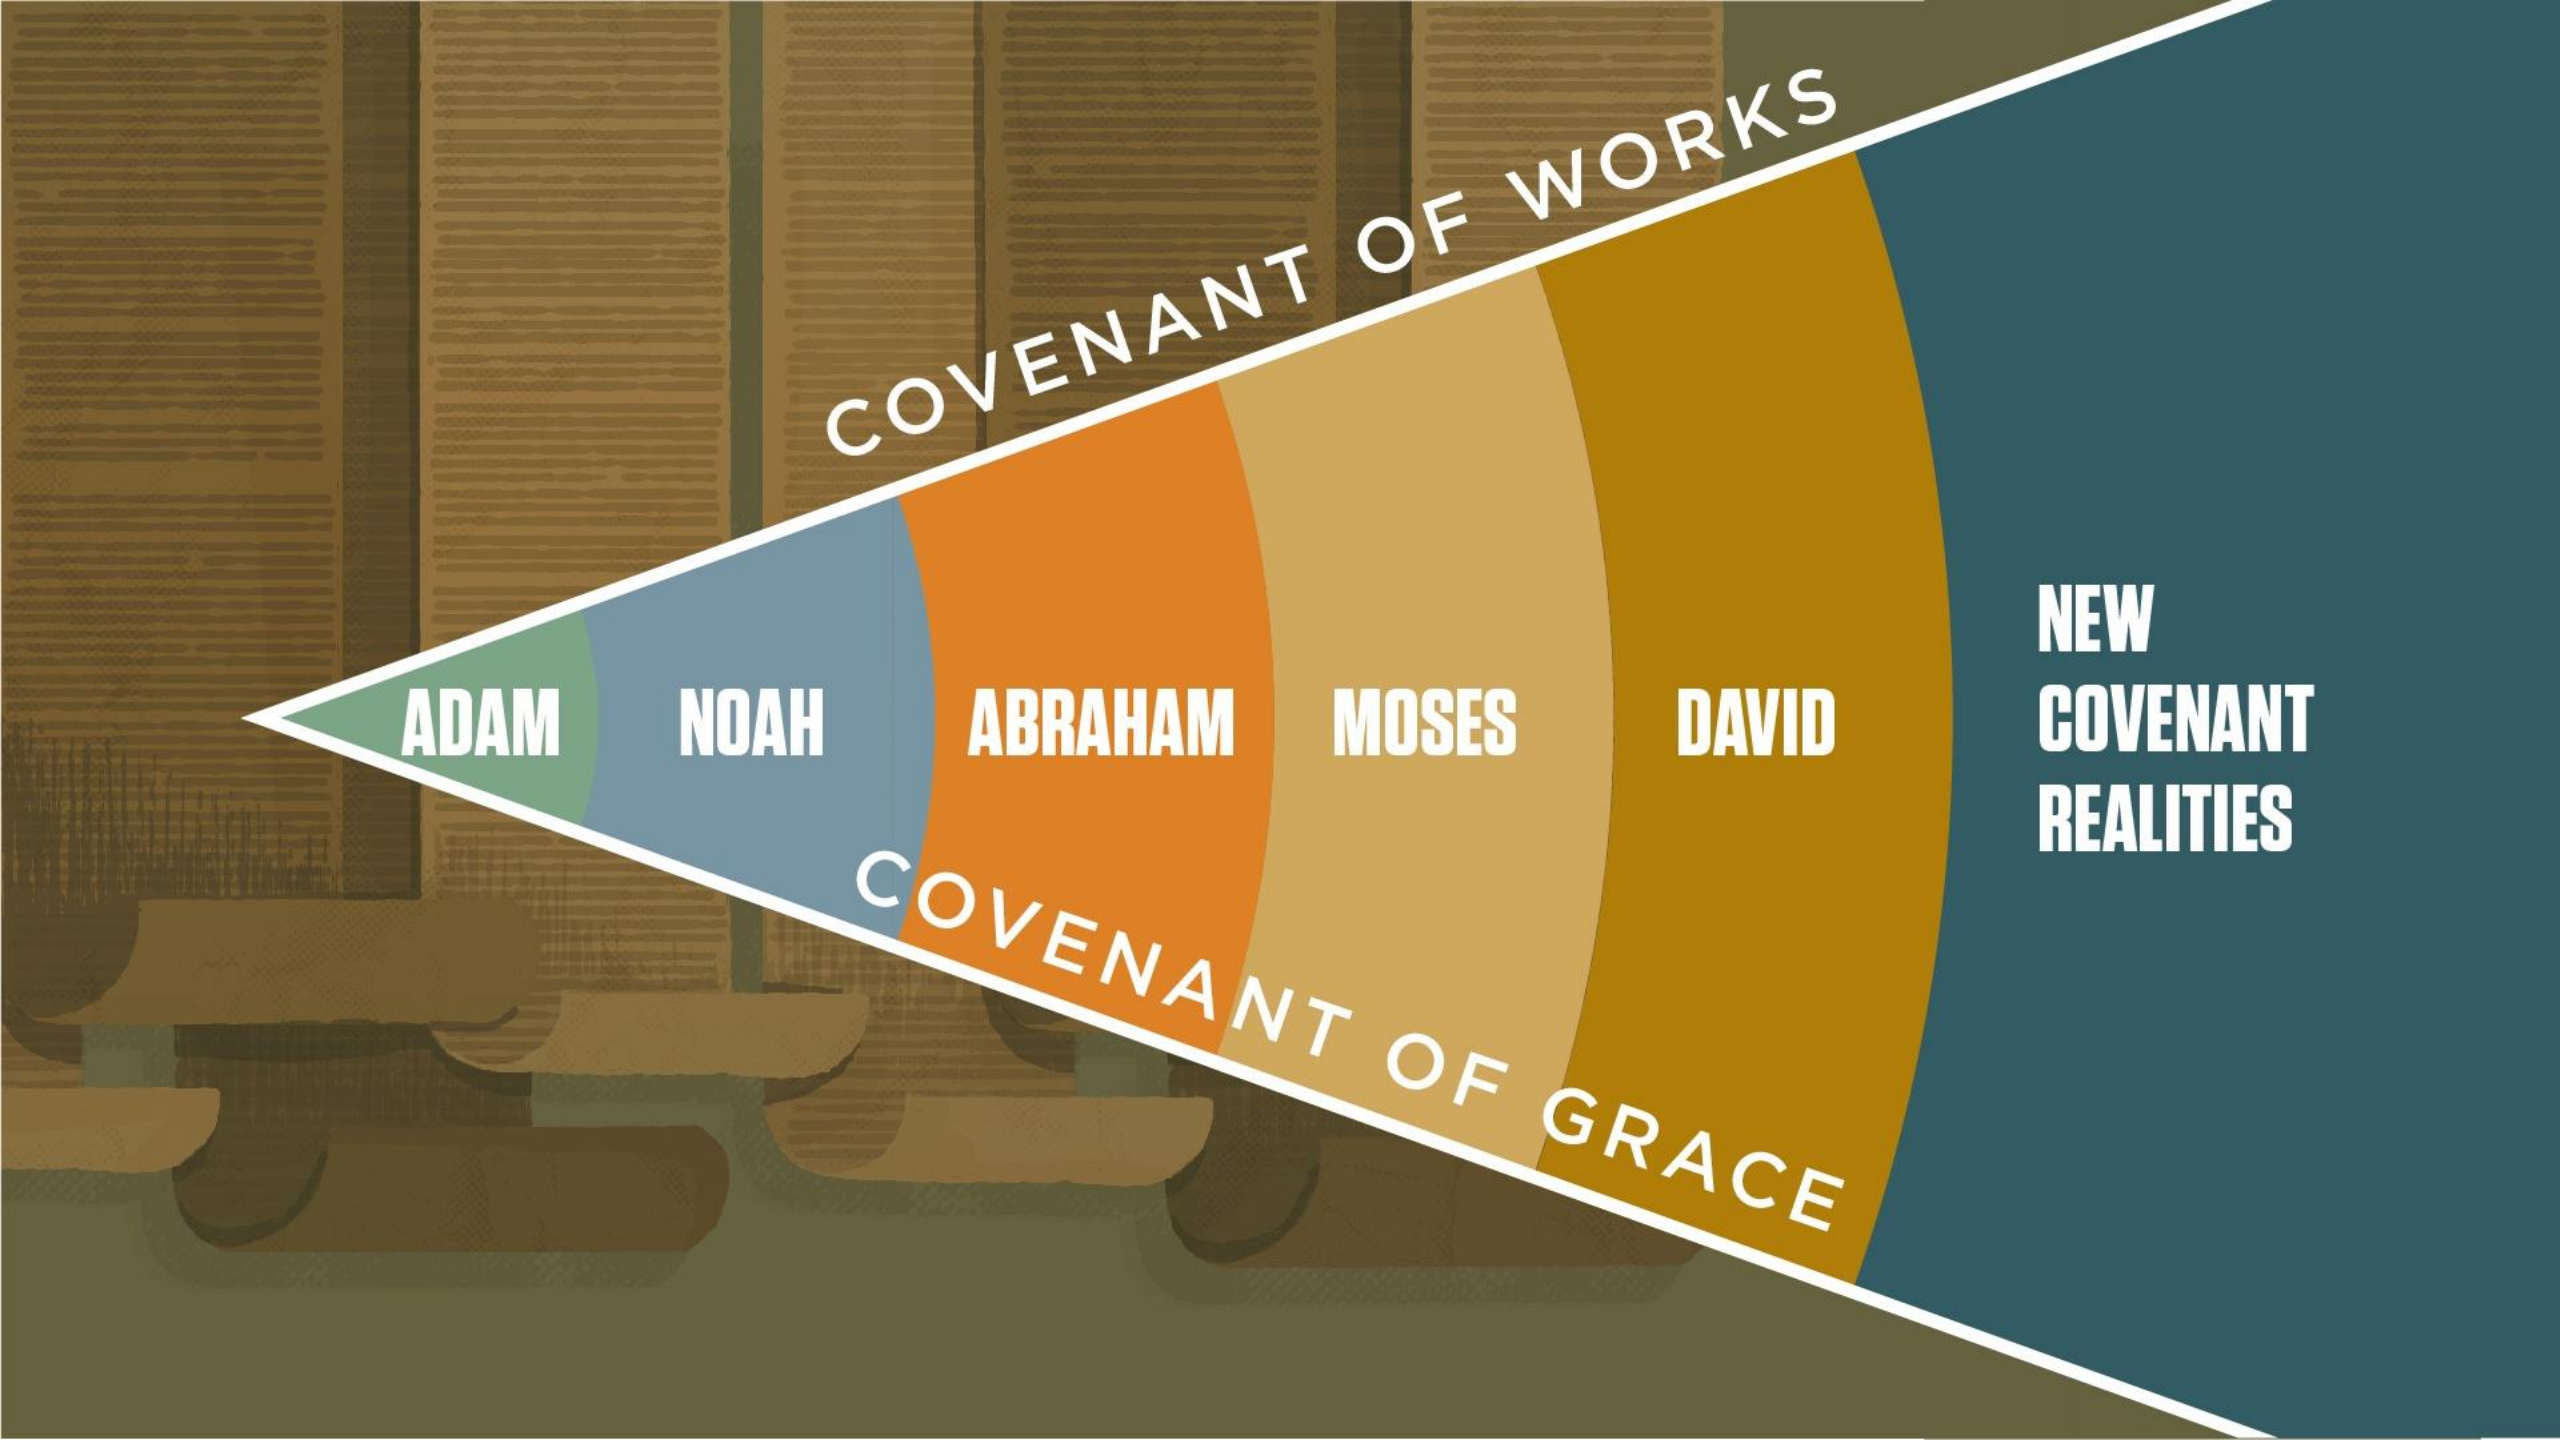 COVENANT OF WORKS
ADAM
NOAH
ABRAHAM
MOSES
DAVID
NEW
COVENANT
REALITIES
COVENANT OF GRACE